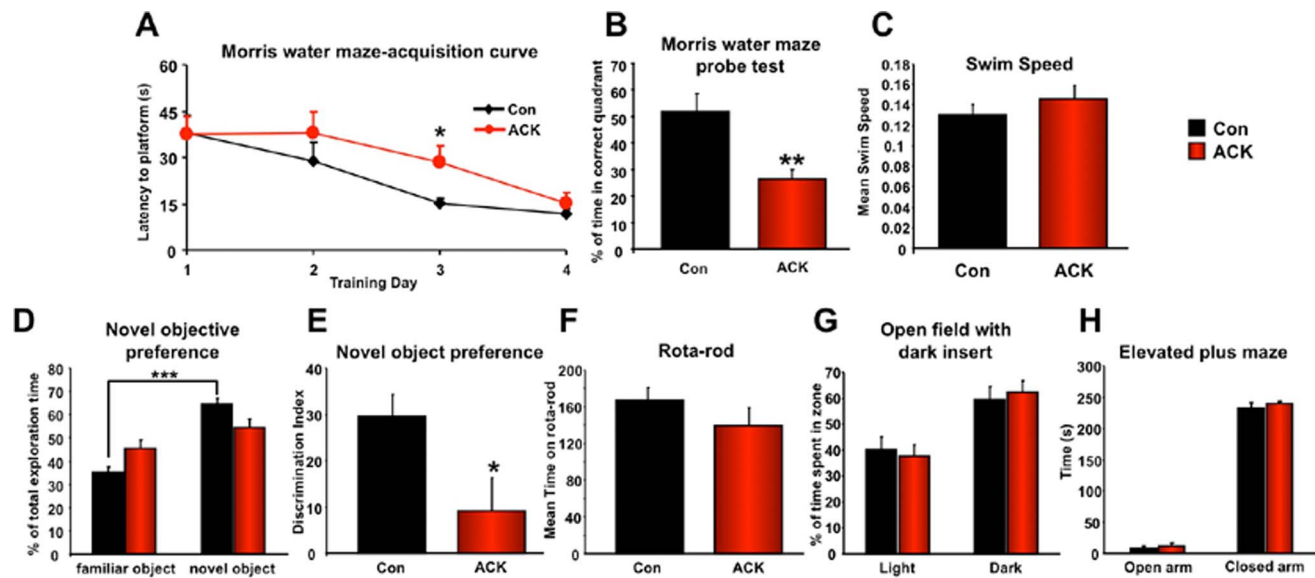 A
Morris water maze-acquisition curve
Latency to platform (s)
45
30
15
0
Con
ACK
*
1
2
3
4
Training Day
B
Morris water maze
probe test
% of time in correct quadrant
70
60
50
40
30
20
10
0
**
Con
ACK
C
Swim Speed
Mean Swim Speed
0.18
0.16
0.14
0.12
0.1
0.08
0.06
0.04
0.02
0
Con
ACK
Con
ACK
D
Novel objective
preference
% of total exploration time
80
70
60
50
40
30
20
10
0
***
familiar object
novel object
E
Novel object preference
Discrimination Index
40
30
20
10
0
*
Con
ACK
F
Rota-rod
Mean Time on rota-rod
200
160
120
80
40
0
Con
ACK
G
Open field with
dark insert
% of time spent in zone
80
70
60
50
40
30
20
10
0
Light
Dark
H
Elevated plus maze
Time (s)
300
250
200
150
100
50
0
Open arm
Closed arm